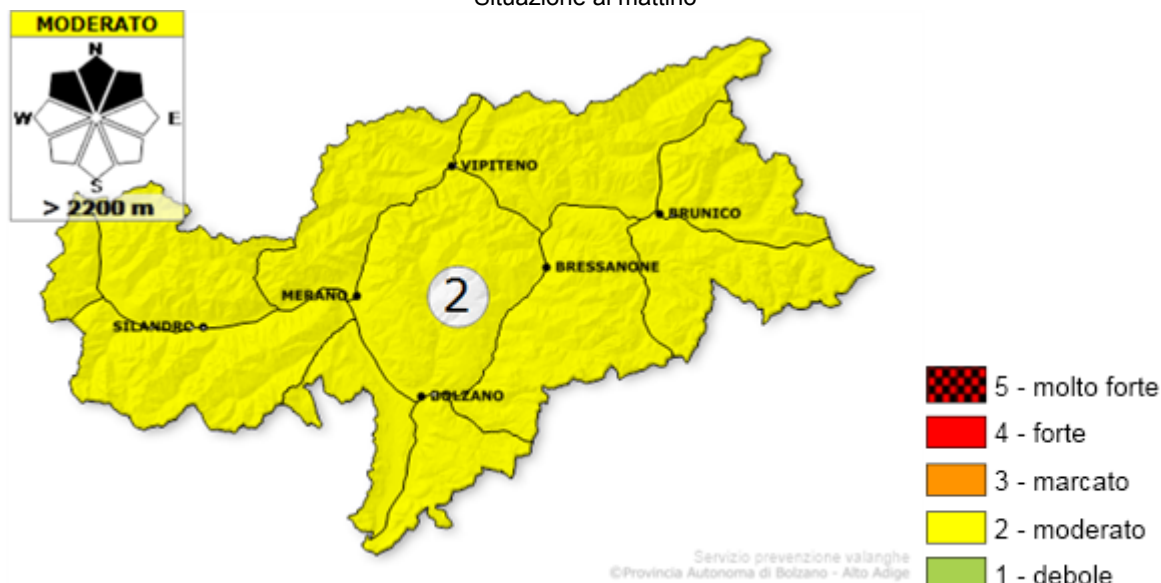 Situazione al mattino
MODERATO
N
W
E
S
> 2200 m
VIPITENO
BRUNICO
BRESSANONE
MERANO
2
SILANDRO
BOLZANO
5 - molto forte
4 - forte
3 - marcato
2 - moderato
1 - debole
Servizio prevenzione valanghe
©Provincia Autonoma di Bolzano - Alto Adige